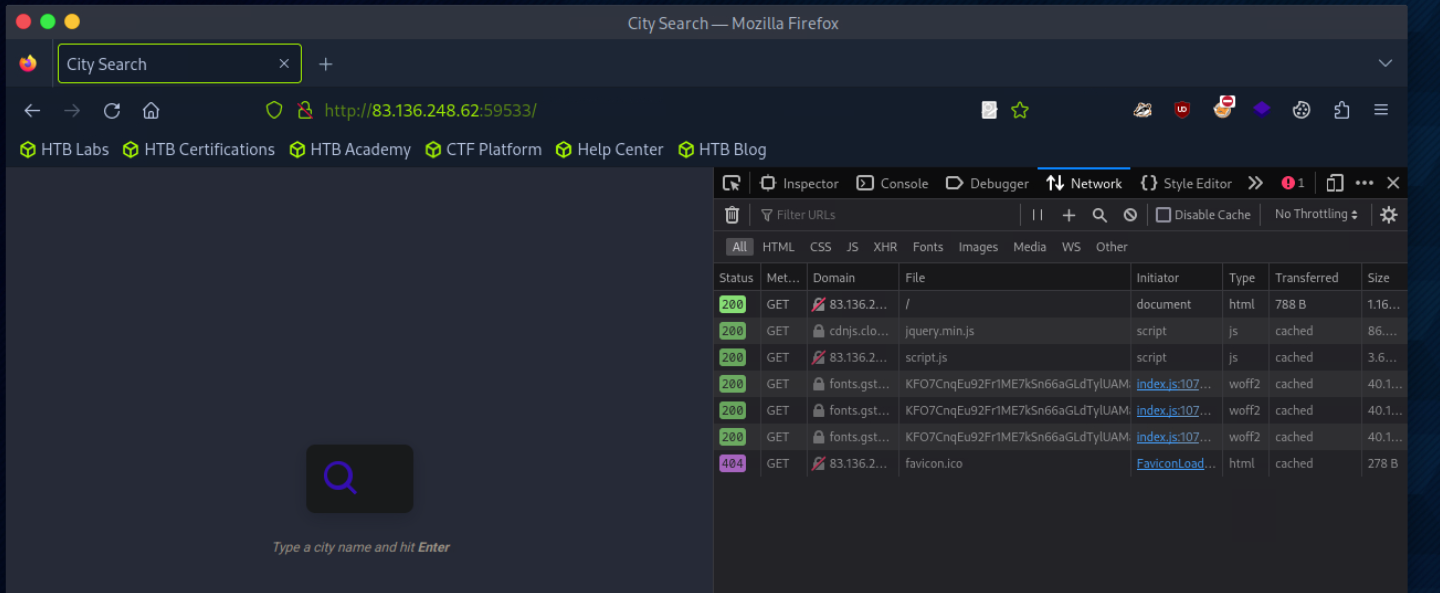 City Search — Mozilla Firefox
City Search
http://83.136.248.62:59533/
HTB Labs HTB Certifications HTB Academy CTF Platform Help Center HTB Blog
Inspector Console Debugger Network Style Editor 1
Filter URLs Disable Cache No Throttling
All HTML CSS JS XHR Fonts Images Media WS Other
Status Met... Domain File Initiator Type Transferred Size
200 GET 83.136.2... / document html 788 B 1.16...
200 GET cdnjs.clo... jquery.min.js script js cached 86....
200 GET 83.136.2... script.js script js cached 3.6...
200 GET fonts.gst... KFO7CnqEu92Fr1ME7kSn66aGLdTylUAM index.js:107... woff2 cached 40.1...
200 GET fonts.gst... KFO7CnqEu92Fr1ME7kSn66aGLdTylUAM index.js:107... woff2 cached 40.1...
200 GET fonts.gst... KFO7CnqEu92Fr1ME7kSn66aGLdTylUAM index.js:107... woff2 cached 40.1...
404 GET 83.136.2... favicon.ico FaviconLoad... html cached 278 B
Type a city name and hit Enter